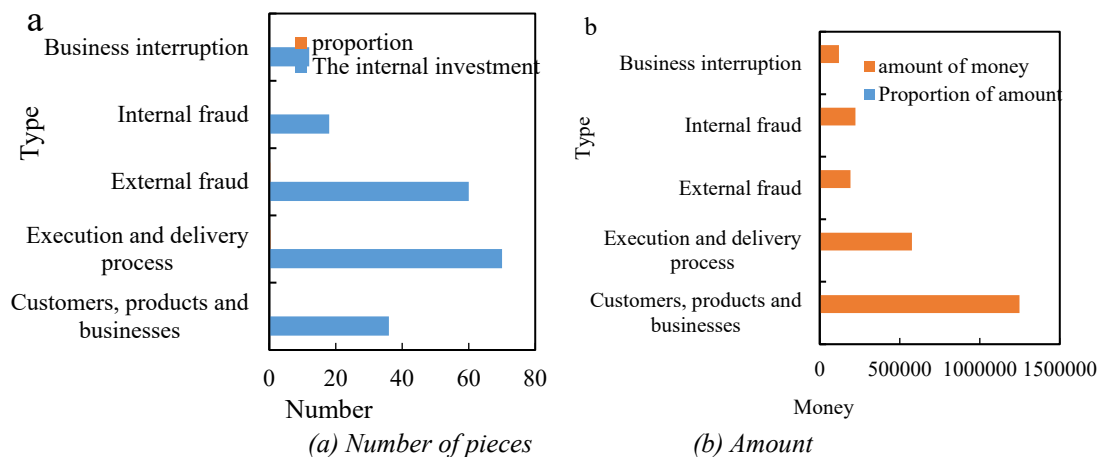 a
Type
Business interruption
Internal fraud
External fraud
Execution and delivery
process
Customers, products and
businesses
proportion
The internal investment
0 20 40 60 80
Number
(a) Number of pieces
b
Type
Business interruption
Internal fraud
External fraud
Execution and delivery
process
Customers, products and
businesses
amount of money
Proportion of amount
0 500000 1000000 1500000
Money
(b) Amount